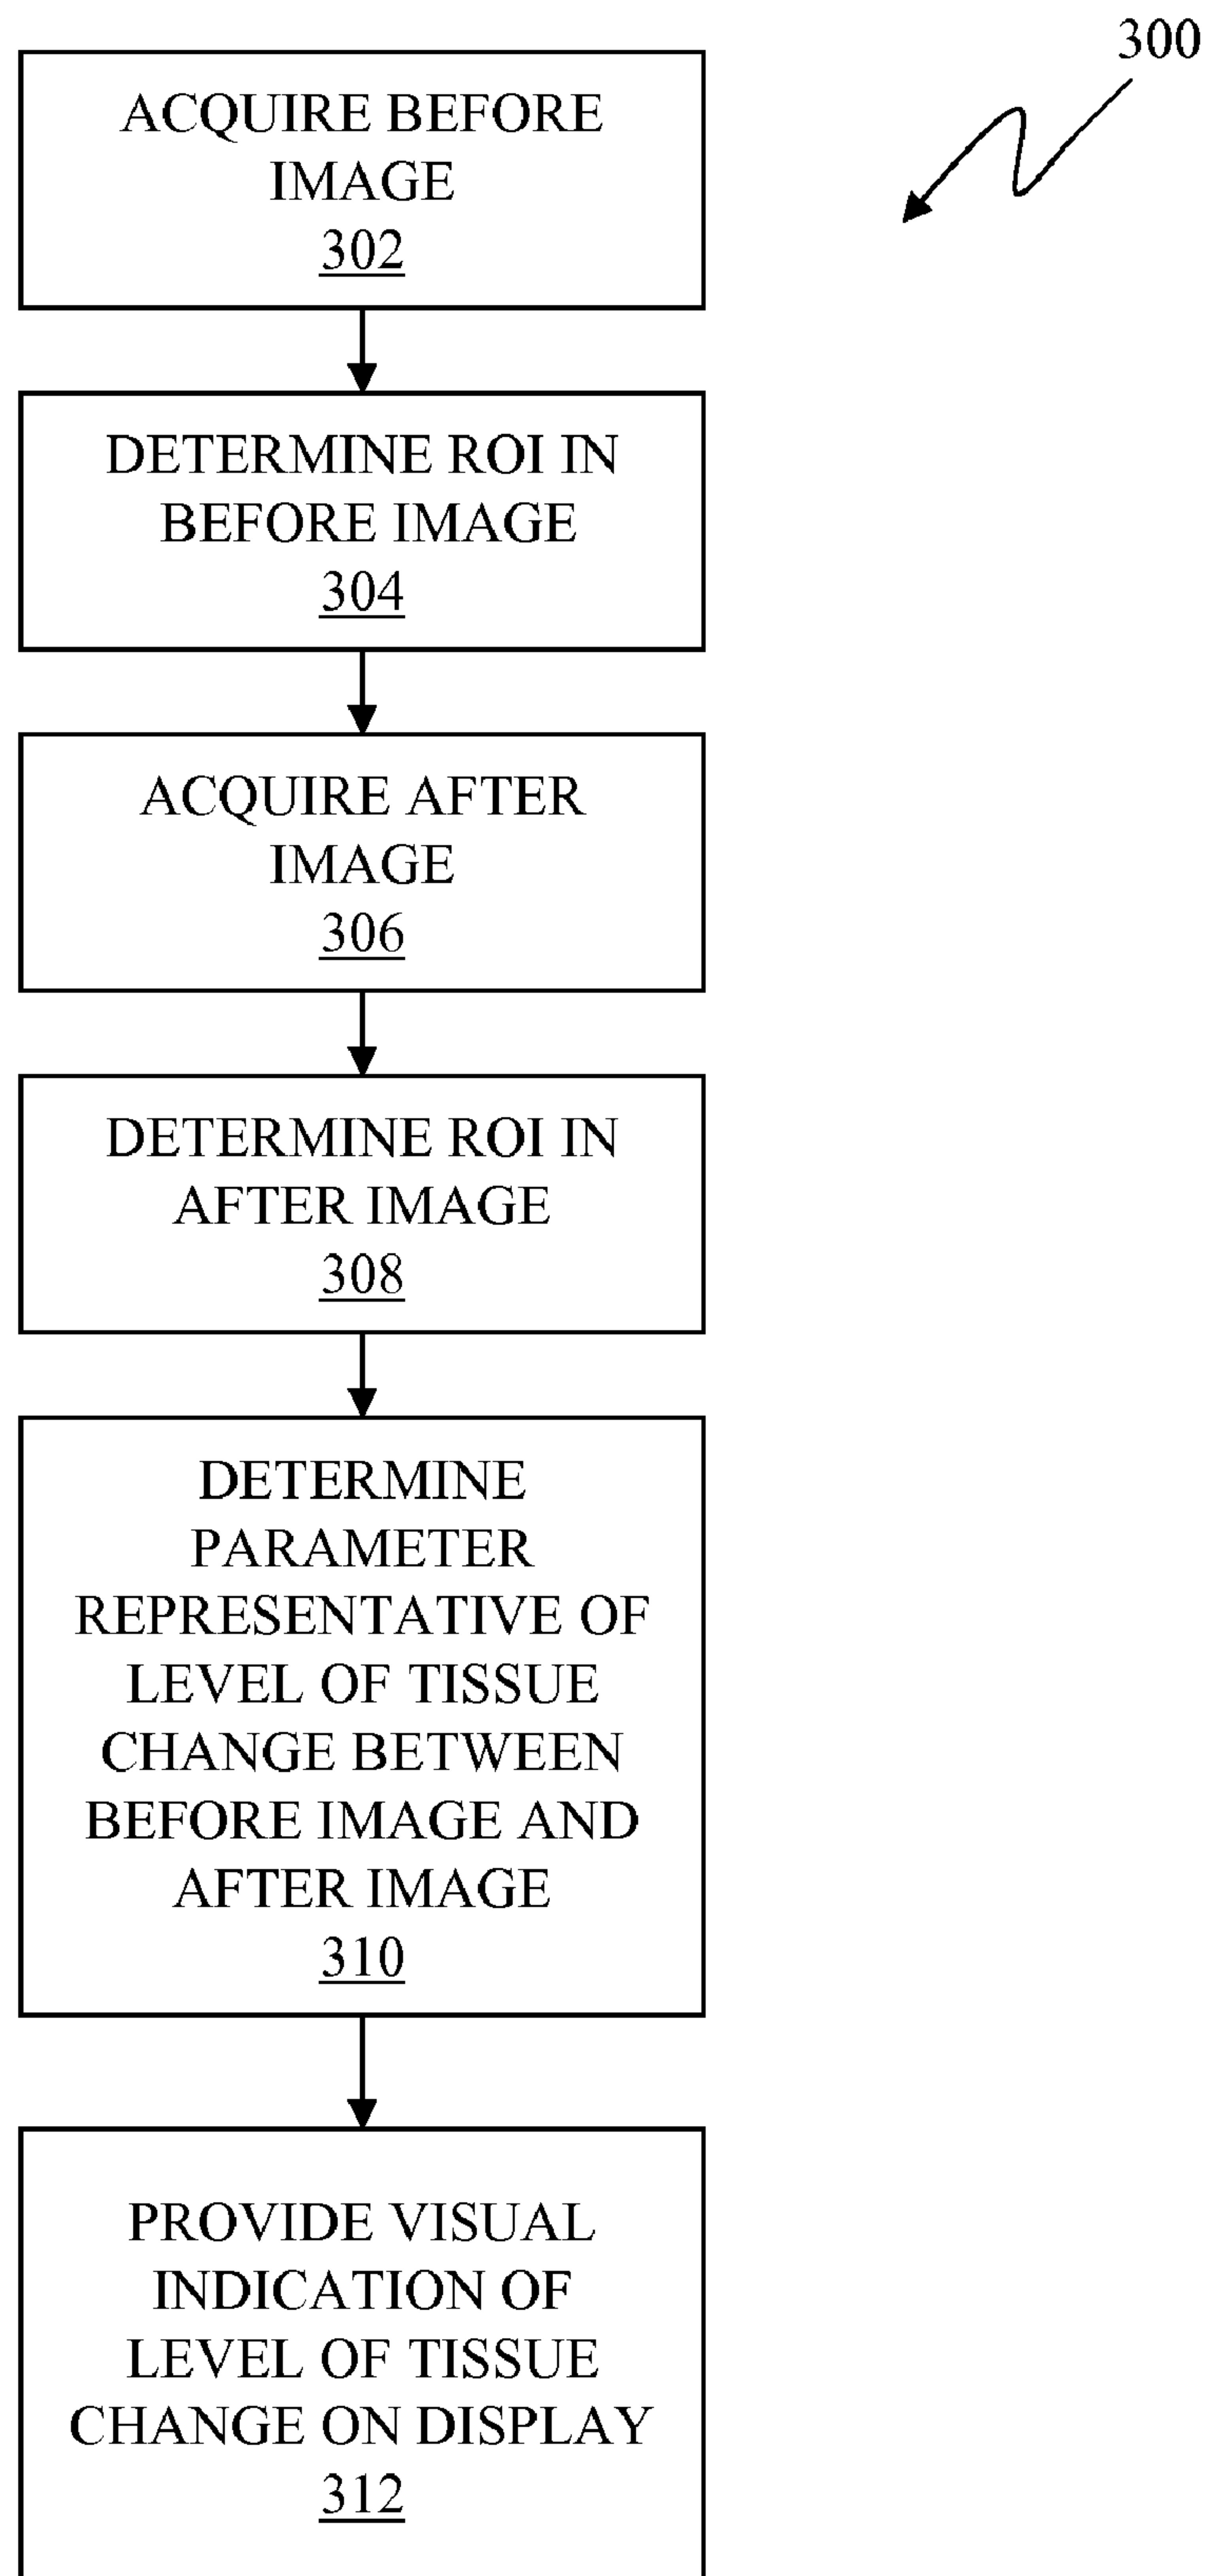 300
ACQUIRE BEFORE
IMAGE
302
DETERMINE ROI IN
BEFORE IMAGE
304
ACQUIRE AFTER
IMAGE
306
DETERMINE ROI IN
AFTER IMAGE
308
DETERMINE
PARAMETER
REPRESENTATIVE OF
LEVEL OF TISSUE
CHANGE BETWEEN
BEFORE IMAGE AND
AFTER IMAGE
310
PROVIDE VISUAL
INDICATION OF
LEVEL OF TISSUE
CHANGE ON DISPLAY
312